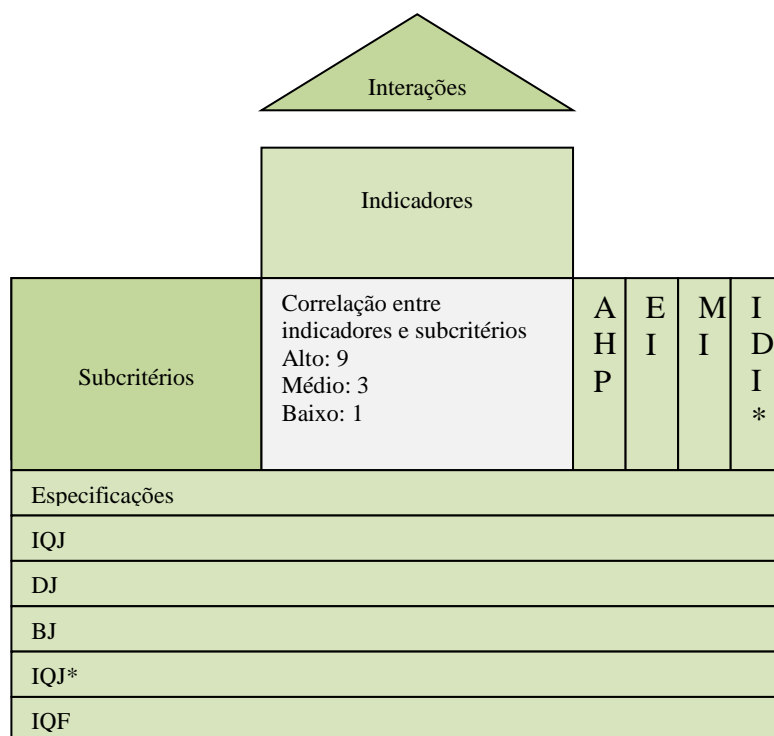 Interações
Indicadores
Subcritérios
Correlação entre
indicadores e subcritérios
Alto: 9
Médio: 3
Baixo: 1
A
H
P
E
I
M
I
I
D
I
*
Especificações
IQJ
DJ
BJ
IQJ*
IQF